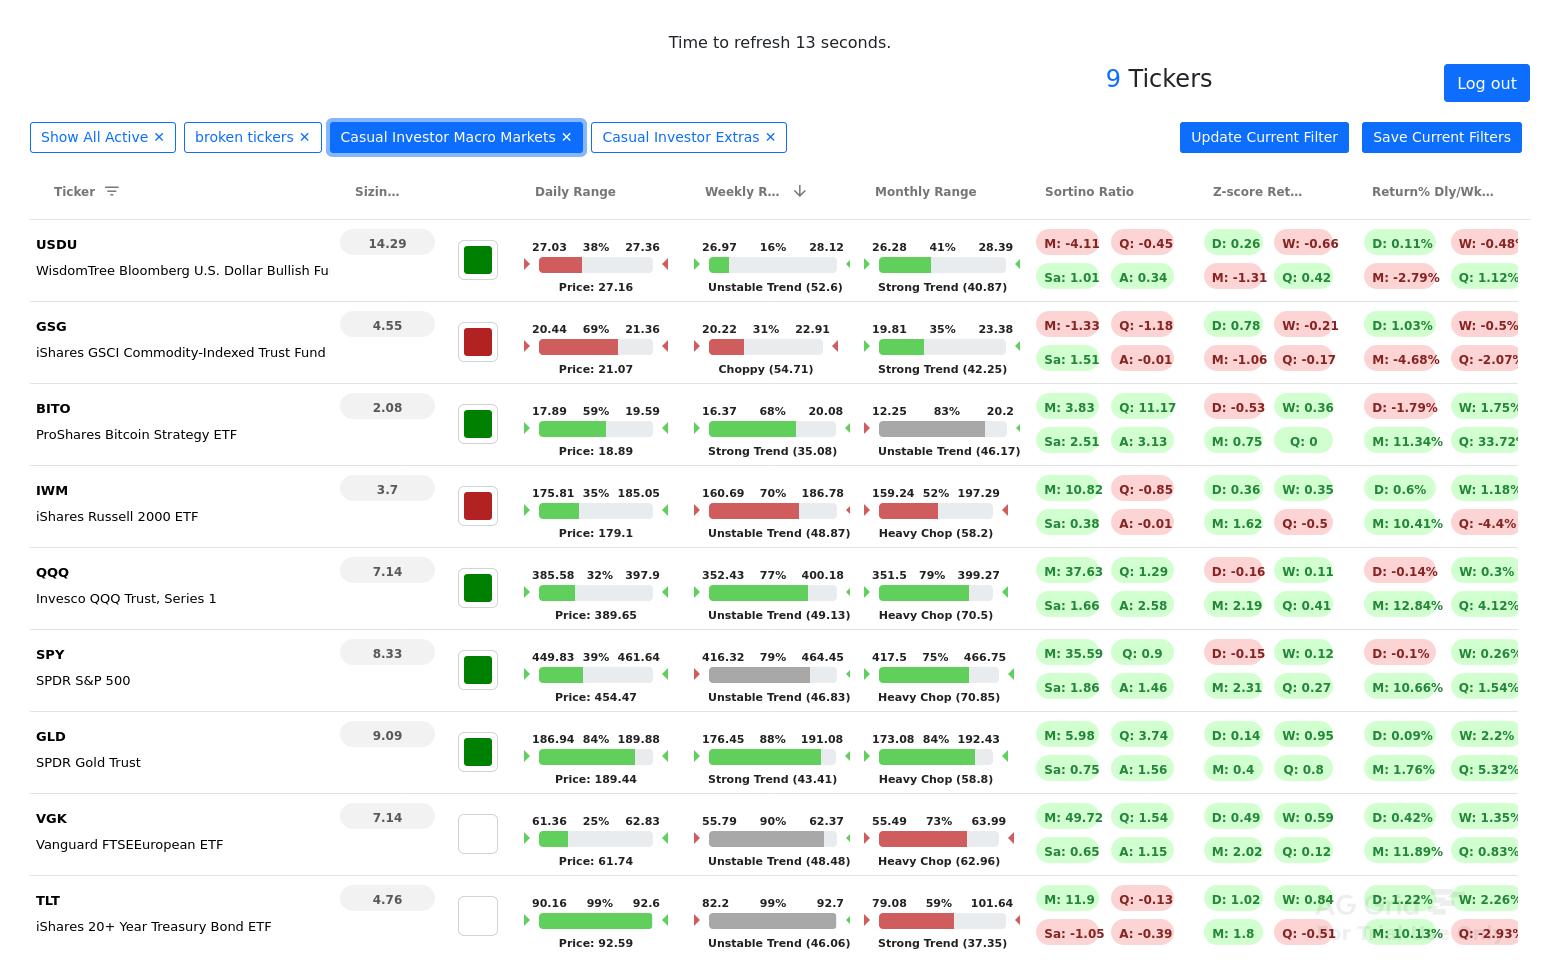 Time to refresh 13 seconds.
9 Tickers
Log out
Show All Active ✕ broken tickers ✕ Casual Investor Macro Markets ✕ Casual Investor Extras ✕ Update Current Filter Save Current Filters
Ticker Sizin... Daily Range Weekly R... Monthly Range Sortino Ratio Z-score Ret... Return% Dly/Wk...
USDU 14.29 27.03 38% 27.36 26.97 16% 28.12 26.28 41% 28.39 M: -4.11 Q: -0.45 D: 0.26 W: -0.66 D: 0.11% W: -0.48%
WisdomTree Bloomberg U.S. Dollar Bullish Fu Sa: 1.01 A: 0.34 M: -1.31 Q: 0.42 M: -2.79% Q: 1.12%
Price: 27.16 Unstable Trend (52.6) Strong Trend (40.87)
GSG 4.55 20.44 69% 21.36 20.22 31% 22.91 19.81 35% 23.38 M: -1.33 Q: -1.18 D: 0.78 W: -0.21 D: 1.03% W: -0.5%
iShares GSCI Commodity-Indexed Trust Fund Sa: 1.51 A: -0.01 M: -1.06 Q: -0.17 M: -4.68% Q: -2.07%
Price: 21.07 Choppy (54.71) Strong Trend (42.25)
BITO 2.08 17.89 59% 19.59 16.37 68% 20.08 12.25 83% 20.2 M: 3.83 Q: 11.17 D: -0.53 W: 0.36 D: -1.79% W: 1.75%
ProShares Bitcoin Strategy ETF Sa: 2.51 A: 3.13 M: 0.75 Q: 0 M: 11.34% Q: 33.72%
Price: 18.89 Strong Trend (35.08) Unstable Trend (46.17)
IWM 3.7 175.81 35% 185.05 160.69 70% 186.78 159.24 52% 197.29 M: 10.82 Q: -0.85 D: 0.36 W: 0.35 D: 0.6% W: 1.18%
iShares Russell 2000 ETF Sa: 0.38 A: -0.01 M: 1.62 Q: -0.5 M: 10.41% Q: -4.4%
Price: 179.1 Unstable Trend (48.87) Heavy Chop (58.2)
QQQ 7.14 385.58 32% 397.9 352.43 77% 400.18 351.5 79% 399.27 M: 37.63 Q: 1.29 D: -0.16 W: 0.11 D: -0.14% W: 0.3%
Invesco QQQ Trust, Series 1 Sa: 1.66 A: 2.58 M: 2.19 Q: 0.41 M: 12.84% Q: 4.12%
Price: 389.65 Unstable Trend (49.13) Heavy Chop (70.5)
SPY 8.33 449.83 39% 461.64 416.32 79% 464.45 417.5 75% 466.75 M: 35.59 Q: 0.9 D: -0.15 W: 0.12 D: -0.1% W: 0.26%
SPDR S&P 500 Sa: 1.86 A: 1.46 M: 2.31 Q: 0.27 M: 10.66% Q: 1.54%
Price: 454.47 Unstable Trend (46.83) Heavy Chop (70.85)
GLD 9.09 186.94 84% 189.88 176.45 88% 191.08 173.08 84% 192.43 M: 5.98 Q: 3.74 D: 0.14 W: 0.95 D: 0.09% W: 2.2%
SPDR Gold Trust Sa: 0.75 A: 1.56 M: 0.4 Q: 0.8 M: 1.76% Q: 5.32%
Price: 189.44 Strong Trend (43.41) Heavy Chop (58.8)
VGK 7.14 61.36 25% 62.83 55.79 90% 62.37 55.49 73% 63.99 M: 49.72 Q: 1.54 D: 0.49 W: 0.59 D: 0.42% W: 1.35%
Vanguard FTSEEuropean ETF Sa: 0.65 A: 1.15 M: 2.02 Q: 0.12 M: 11.89% Q: 0.83%
Price: 61.74 Unstable Trend (48.48) Heavy Chop (62.96)
TLT 4.76 90.16 99% 92.6 82.2 99% 92.7 79.08 59% 101.64 M: 11.9 Q: -0.13 D: 1.02 W: 0.84 D: 1.22% W: 2.26%
iShares 20+ Year Treasury Bond ETF Sa: -1.05 A: -0.39 M: 1.8 Q: -0.51 M: 10.13% Q: -2.93%
Price: 92.59 Unstable Trend (46.06) Strong Trend (37.35)
AG Grid